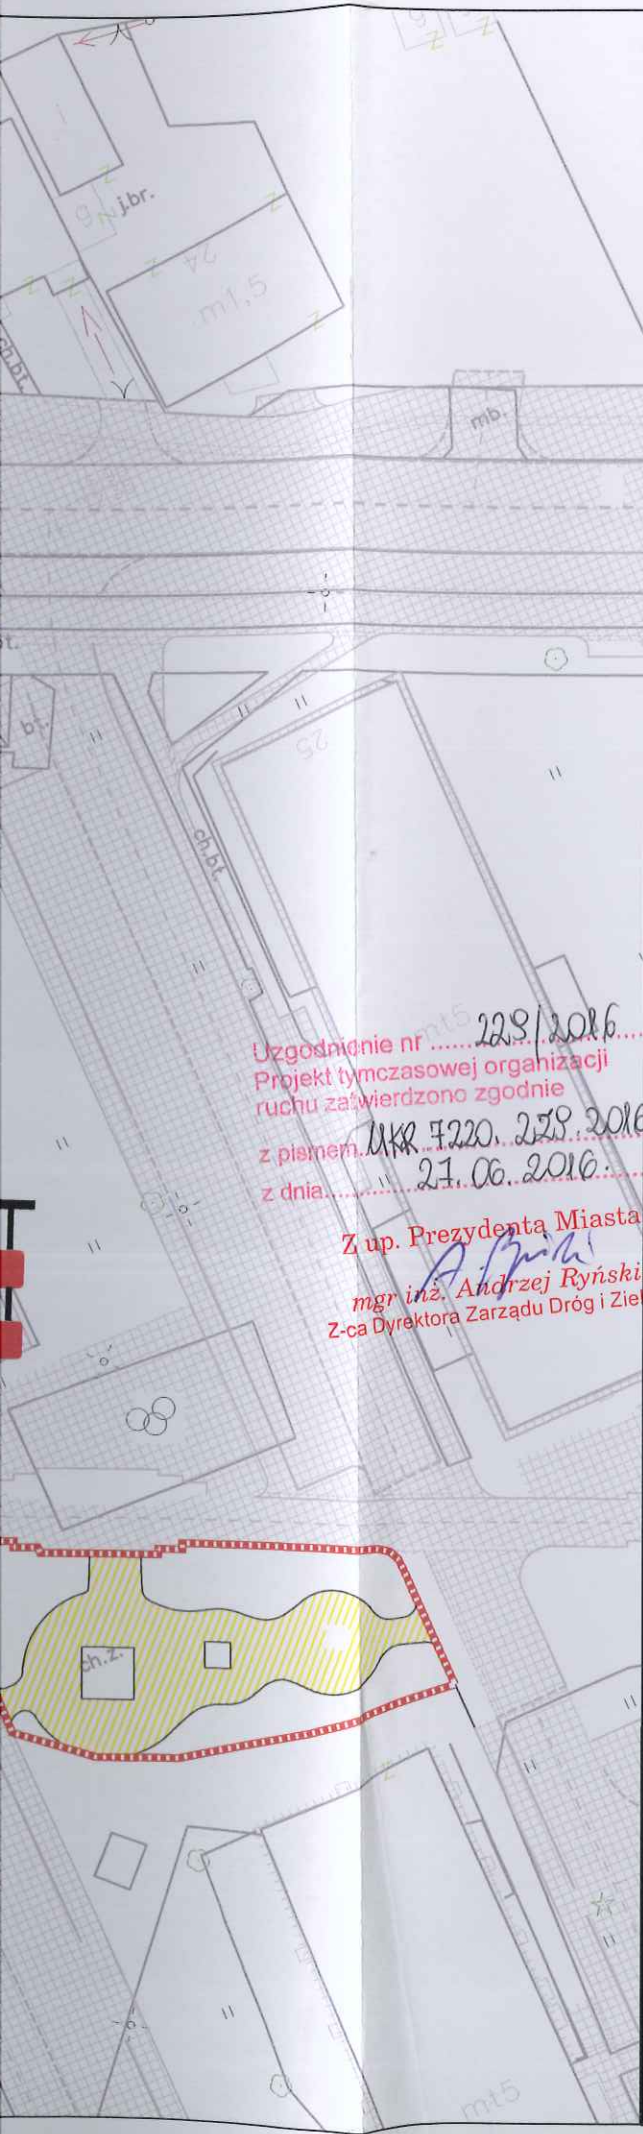 j.br.
24
m1,5
ch.bt.
mb.
bt.
25
ch.bt.
mt5
Uzgodnienie nr ...... 229/2016
Projekt tymczasowej organizacji
ruchu zatwierdzono zgodnie
z pismem. UKR 7220. 229. 2016
z dnia........... 27. 06. 2016.
Z up. Prezydenta Miasta
mgr inż. Andrzej Ryński
Z-ca Dyrektora Zarządu Dróg i Ziel
ch.z.
mt5